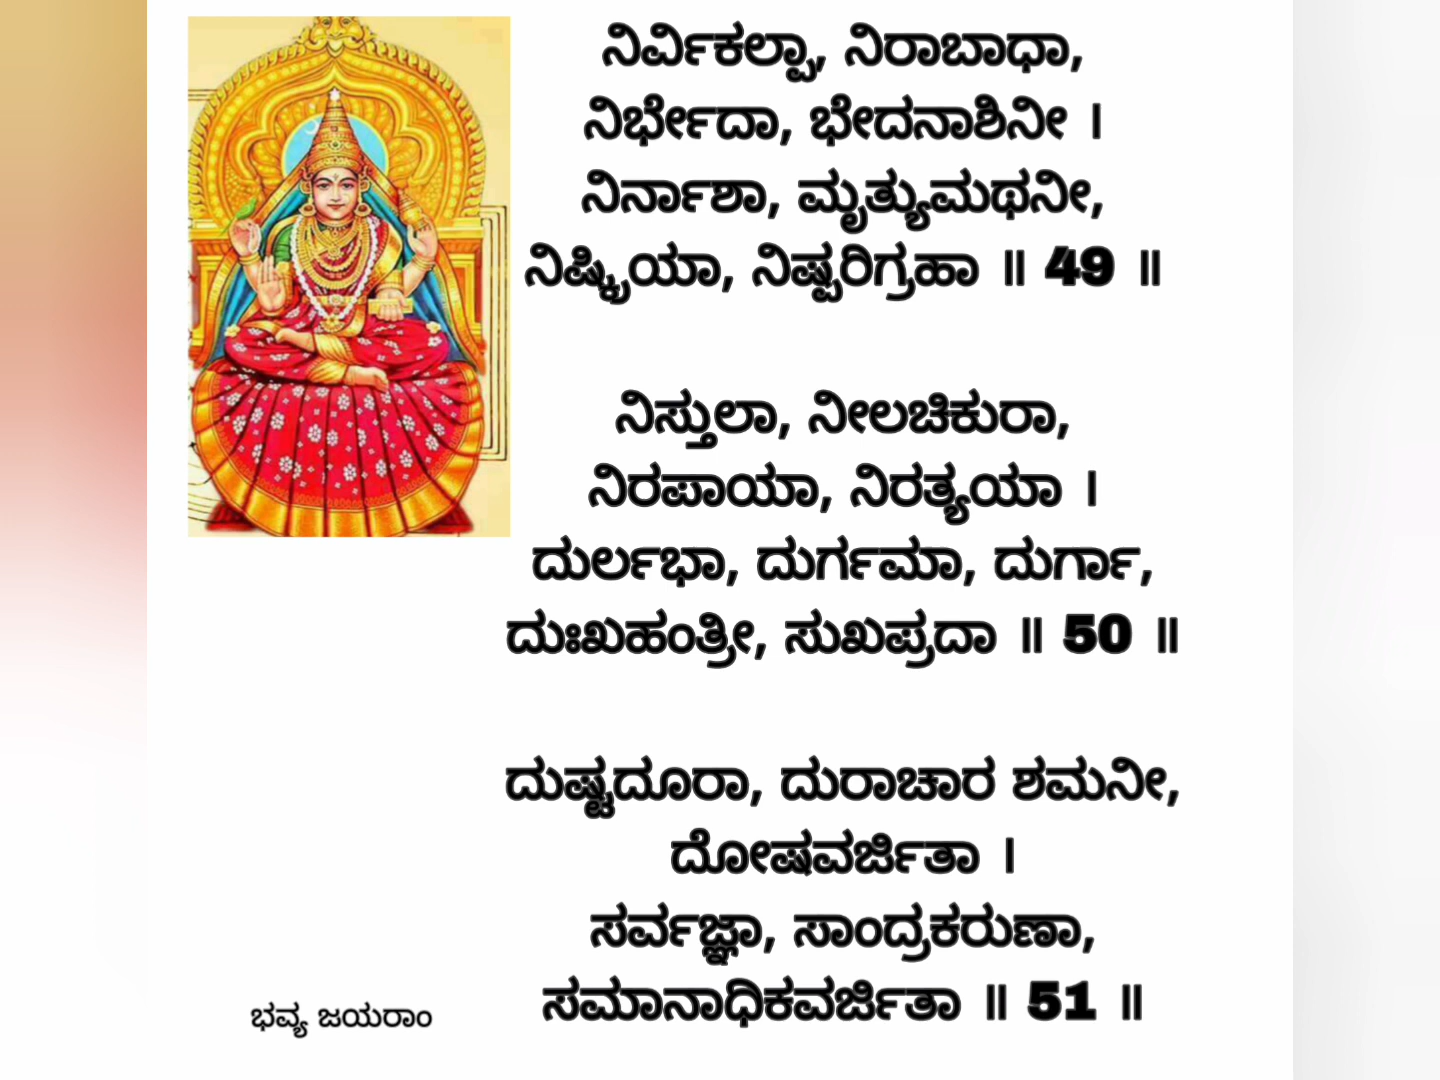 ನಿರ್ವಿಕಲ್ಪಾ, ನಿರಾಬಾಧಾ,
ನಿರ್ಭೇದಾ, ಭೇದನಾಶಿನೀ ।
ನಿರ್ನಾಶಾ, ಮೃತ್ಯುಮಥನೀ,
ನಿಷ್ಕ್ರಿಯಾ, ನಿಷ್ಪರಿಗ್ರಹಾ ॥ 49 ॥
ನಿಸ್ತುಲಾ, ನೀಲಚಿಕುರಾ,
ನಿರಪಾಯಾ, ನಿರತ್ಯಯಾ ।
ದುರ್ಲಭಾ, ದುರ್ಗಮಾ, ದುರ್ಗಾ,
ದುಃಖಹಂತ್ರೀ, ಸುಖಪ್ರದಾ ॥ 50 ॥
ದುಷ್ಟದೂರಾ, ದುರಾಚಾರ ಶಮನೀ,
ದೋಷವರ್ಜಿತಾ ।
ಸರ್ವಜ್ಞಾ, ಸಾಂದ್ರಕರುಣಾ,
ಸಮಾನಾಧಿಕವರ್ಜಿತಾ ॥ 51 ॥
ಭವ್ಯ ಜಯರಾಂ